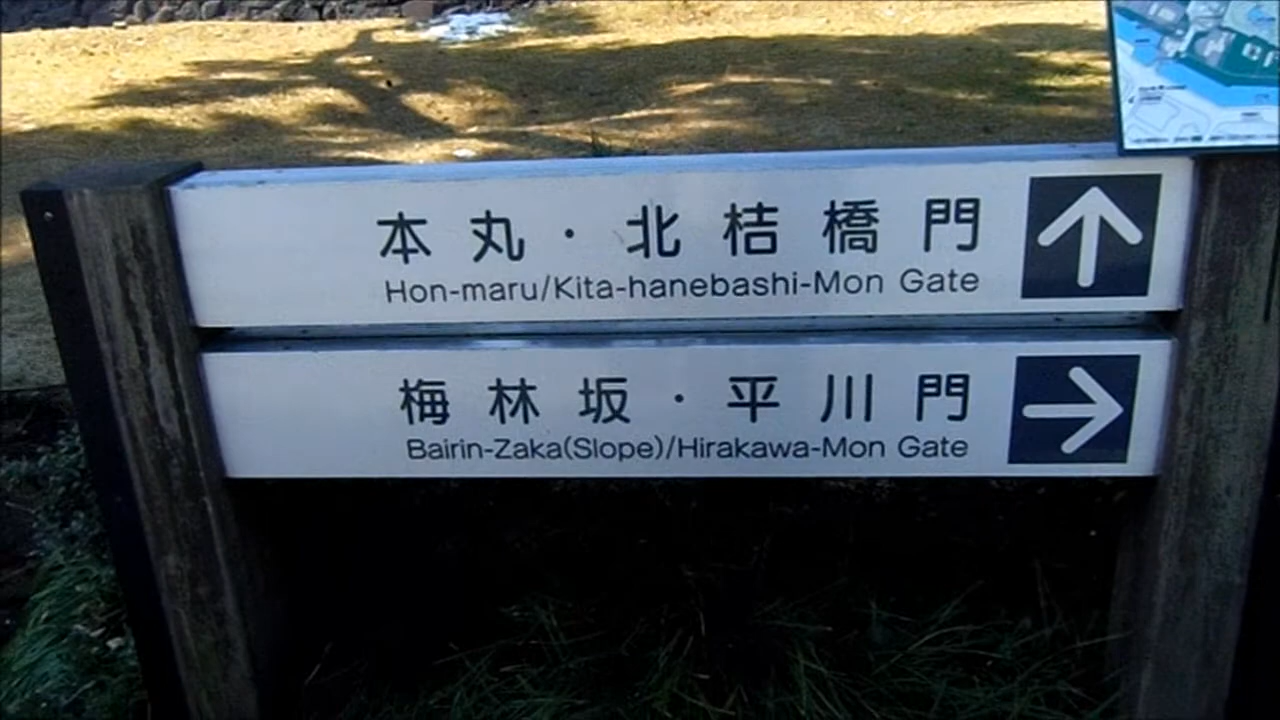 本丸・北桔橋門
Hon-maru/Kita-hanebashi-Mon Gate
梅林坂・平川門
Bairin-Zaka(Slope)/Hirakawa-Mon Gate